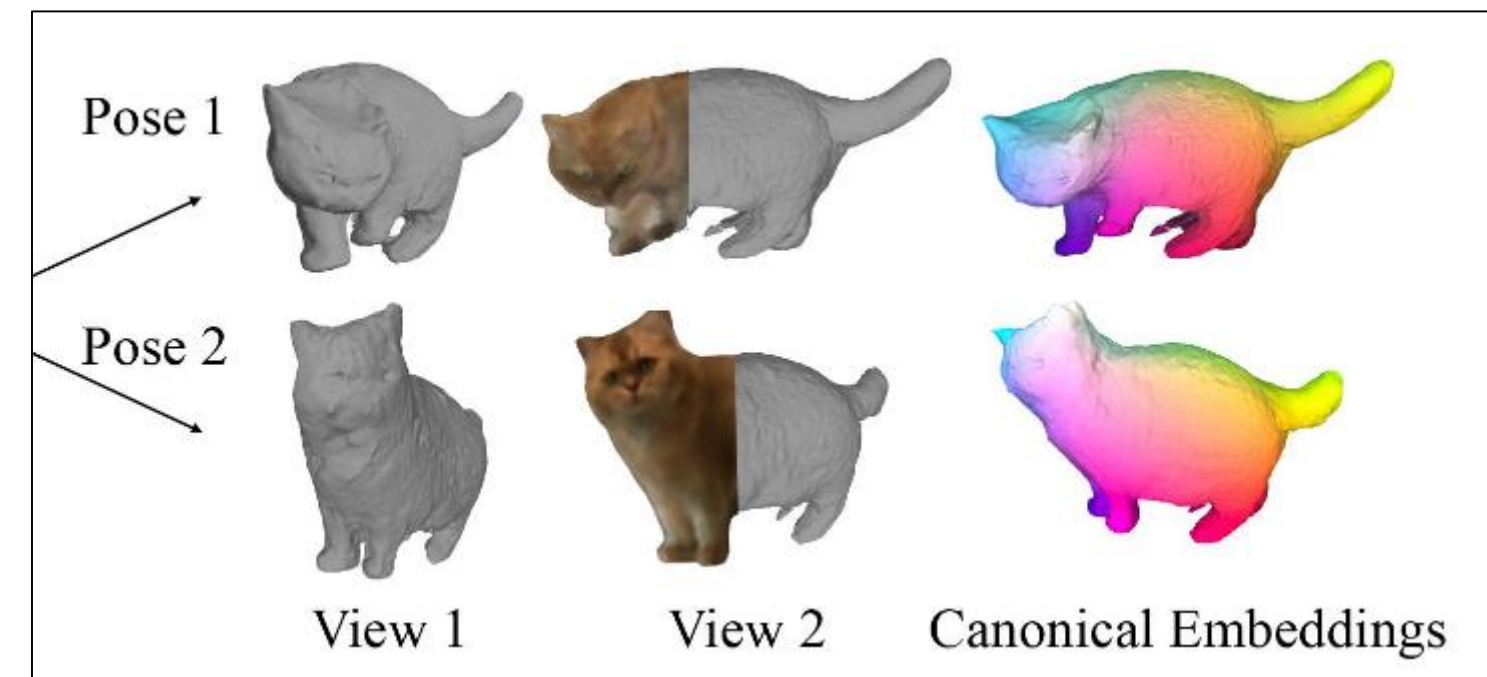 Pose 1
Pose 2
View 1
View 2
Canonical Embeddings